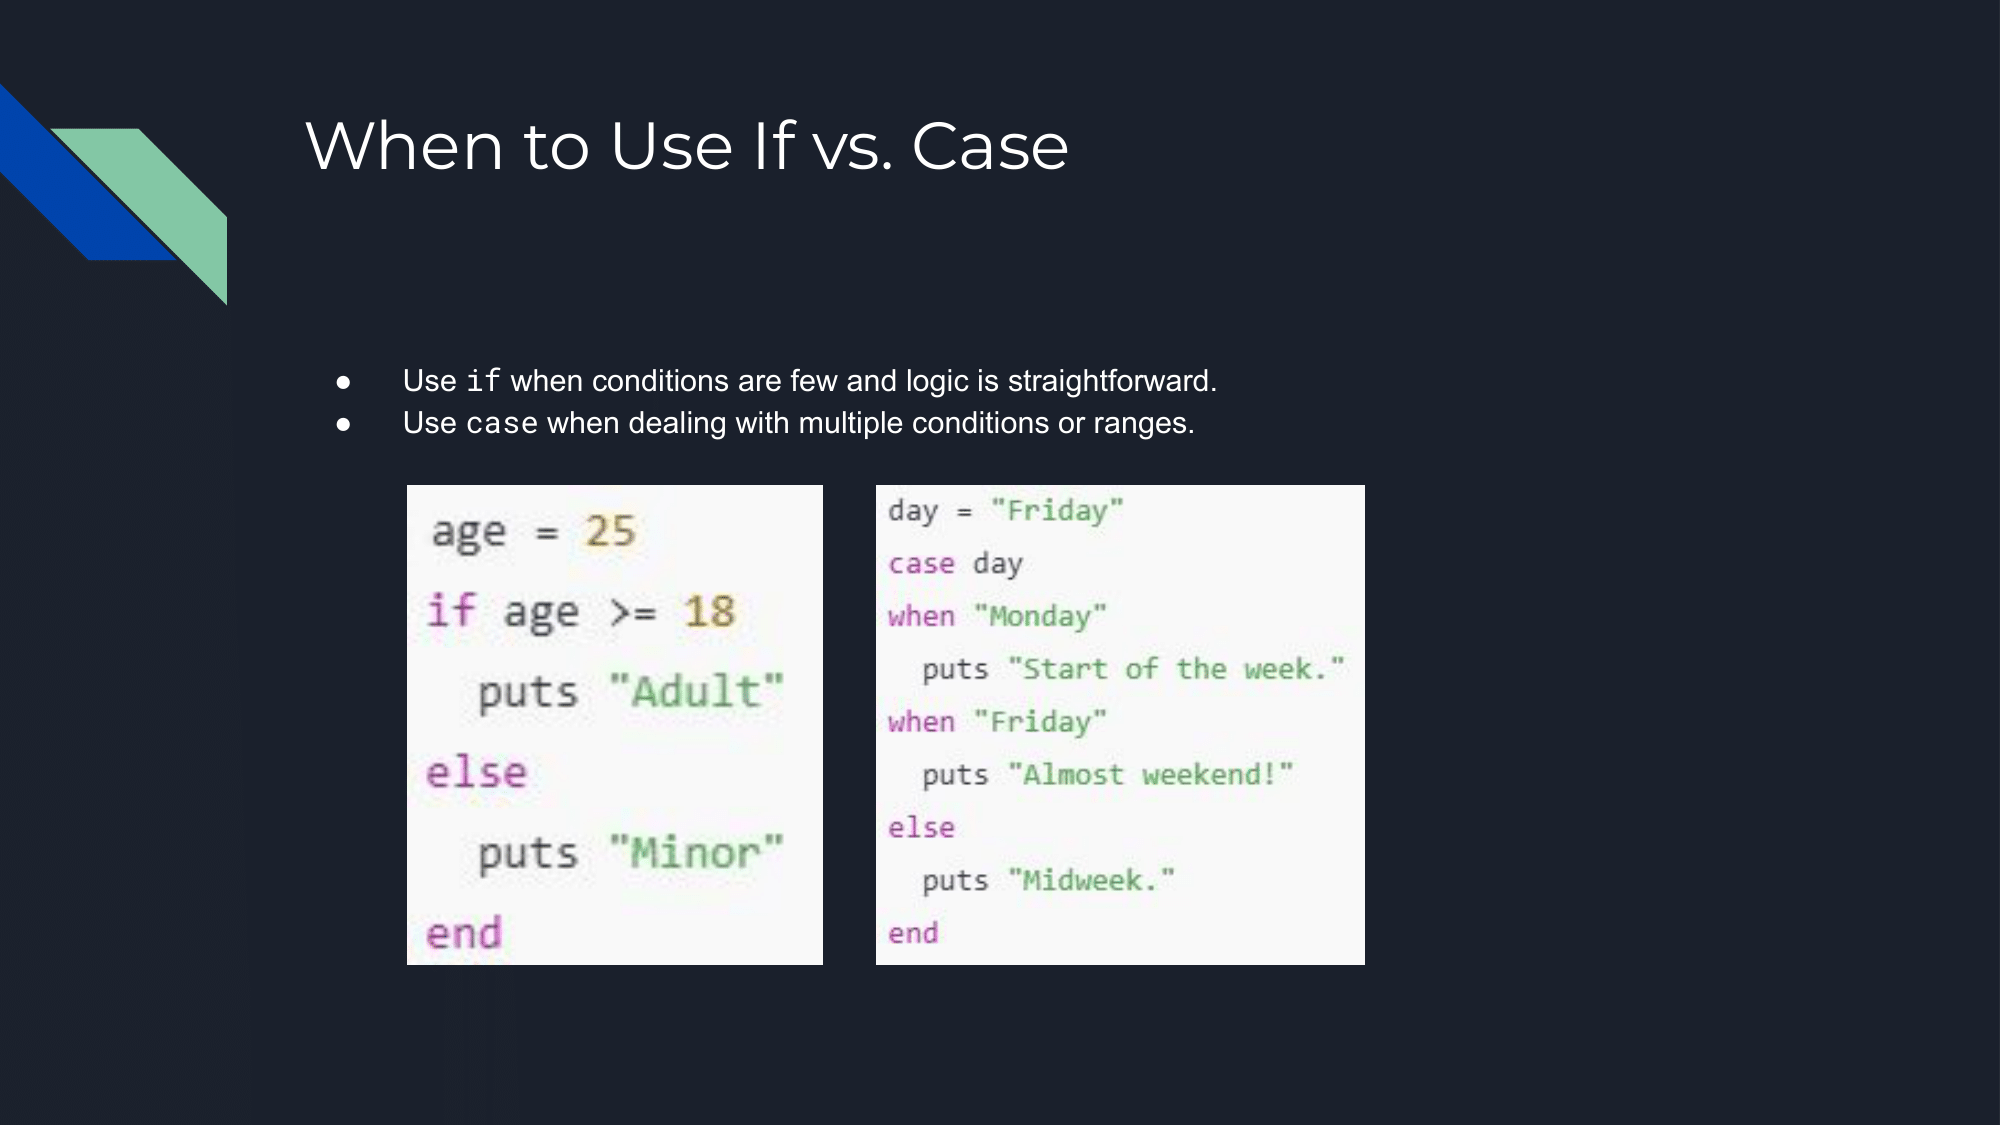 When to Use If vs. Case
● Use if when conditions are few and logic is straightforward.
● Use case when dealing with multiple conditions or ranges.
age = 25
if age >= 18
  puts "Adult"
else
  puts "Minor"
end
day = "Friday"
case day
when "Monday"
  puts "Start of the week."
when "Friday"
  puts "Almost weekend!"
else
  puts "Midweek."
end